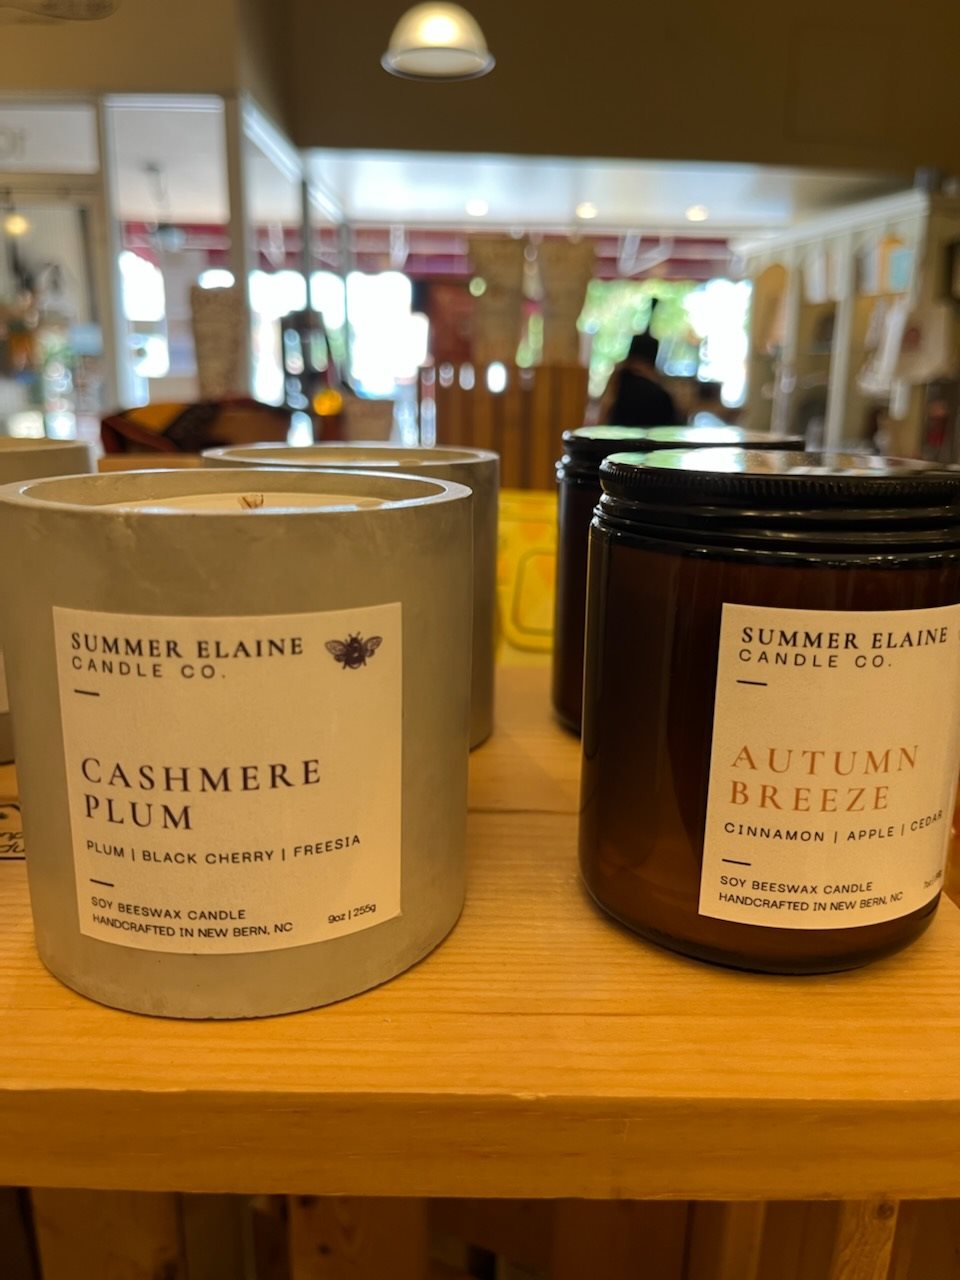 SUMMER ELAINE
CANDLE CO.
CASHMERE
PLUM
PLUM | BLACK CHERRY | FREESIA
SOY BEESWAX CANDLE
HANDCRAFTED IN NEW BERN, NC
9oz | 255g
SUMMER ELAINE
CANDLE CO.
AUTUMN
BREEZE
CINNAMON | APPLE | CEDAR
SOY BEESWAX CANDLE
HANDCRAFTED IN NEW BERN, NC